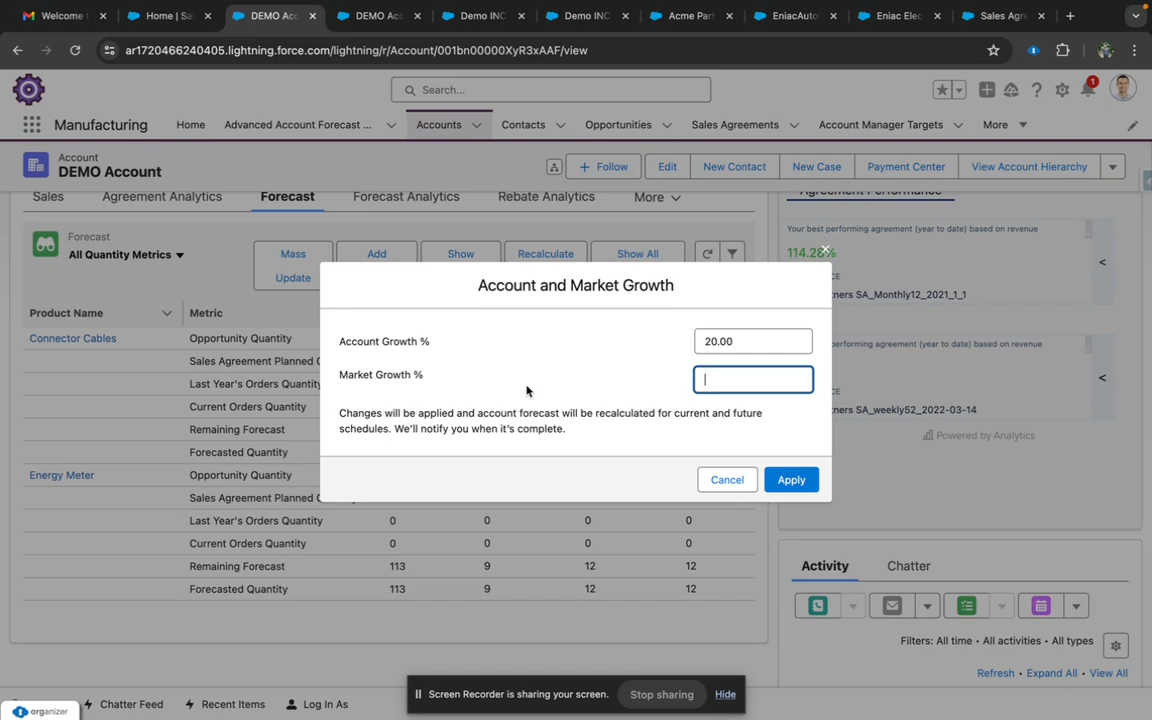 Welcome
Home | Sa
DEMO Acc
DEMO Acc
Demo INC
Demo INC
Acme Part
EniacAuto
Eniac Elec
Sales Agre
ar1720466240405.lightning.force.com/lightning/r/Account/001bn00000XyR3xAAF/view
Search...
1
Manufacturing
Home
Advanced Account Forecast ...
Accounts
Contacts
Opportunities
Sales Agreements
Account Manager Targets
More
Account
DEMO Account
+ Follow
Edit
New Contact
New Case
Payment Center
View Account Hierarchy
Sales
Agreement Analytics
Forecast
Forecast Analytics
Rebate Analytics
More
Agreement Performance
Forecast
All Quantity Metrics
Mass Update
Add
Show
Recalculate
Show All
Your best performing agreement (year to date) based on revenue
114.28%
CE
tners SA_Monthly12_2021_1_1
Account and Market Growth
Account Growth %
20.00
Market Growth %
Changes will be applied and account forecast will be recalculated for current and future
schedules. We'll notify you when it's complete.
Cancel
Apply
Product Name
Metric
Connector Cables
Opportunity Quantity
Sales Agreement Planned
Last Year's Orders Quantity
Current Orders Quantity
Remaining Forecast
Forecasted Quantity
Energy Meter
Opportunity Quantity
Sales Agreement Planned
Last Year's Orders Quantity 0 0 0 0
Current Orders Quantity 0 0 0 0
Remaining Forecast 113 9 12 12
Forecasted Quantity 113 9 12 12
performing agreement (year to date) based on revenue
CE
tners SA_weekly52_2022-03-14
Powered by Analytics
Activity
Chatter
Filters: All time • All activities • All types
Refresh • Expand All • View All
Screen Recorder is sharing your screen.
Stop sharing
Hide
Chatter Feed
Recent Items
Log In As
organizer